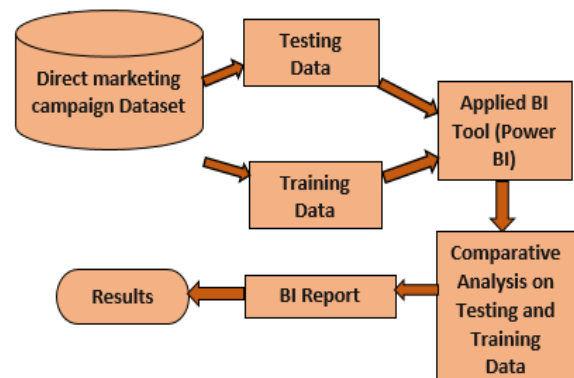 Direct marketing
campaign Dataset
Testing
Data
Training
Data
Applied BI
Tool (Power
BI)
Comparative
Analysis on
Testing and
Training
Data
BI Report
Results